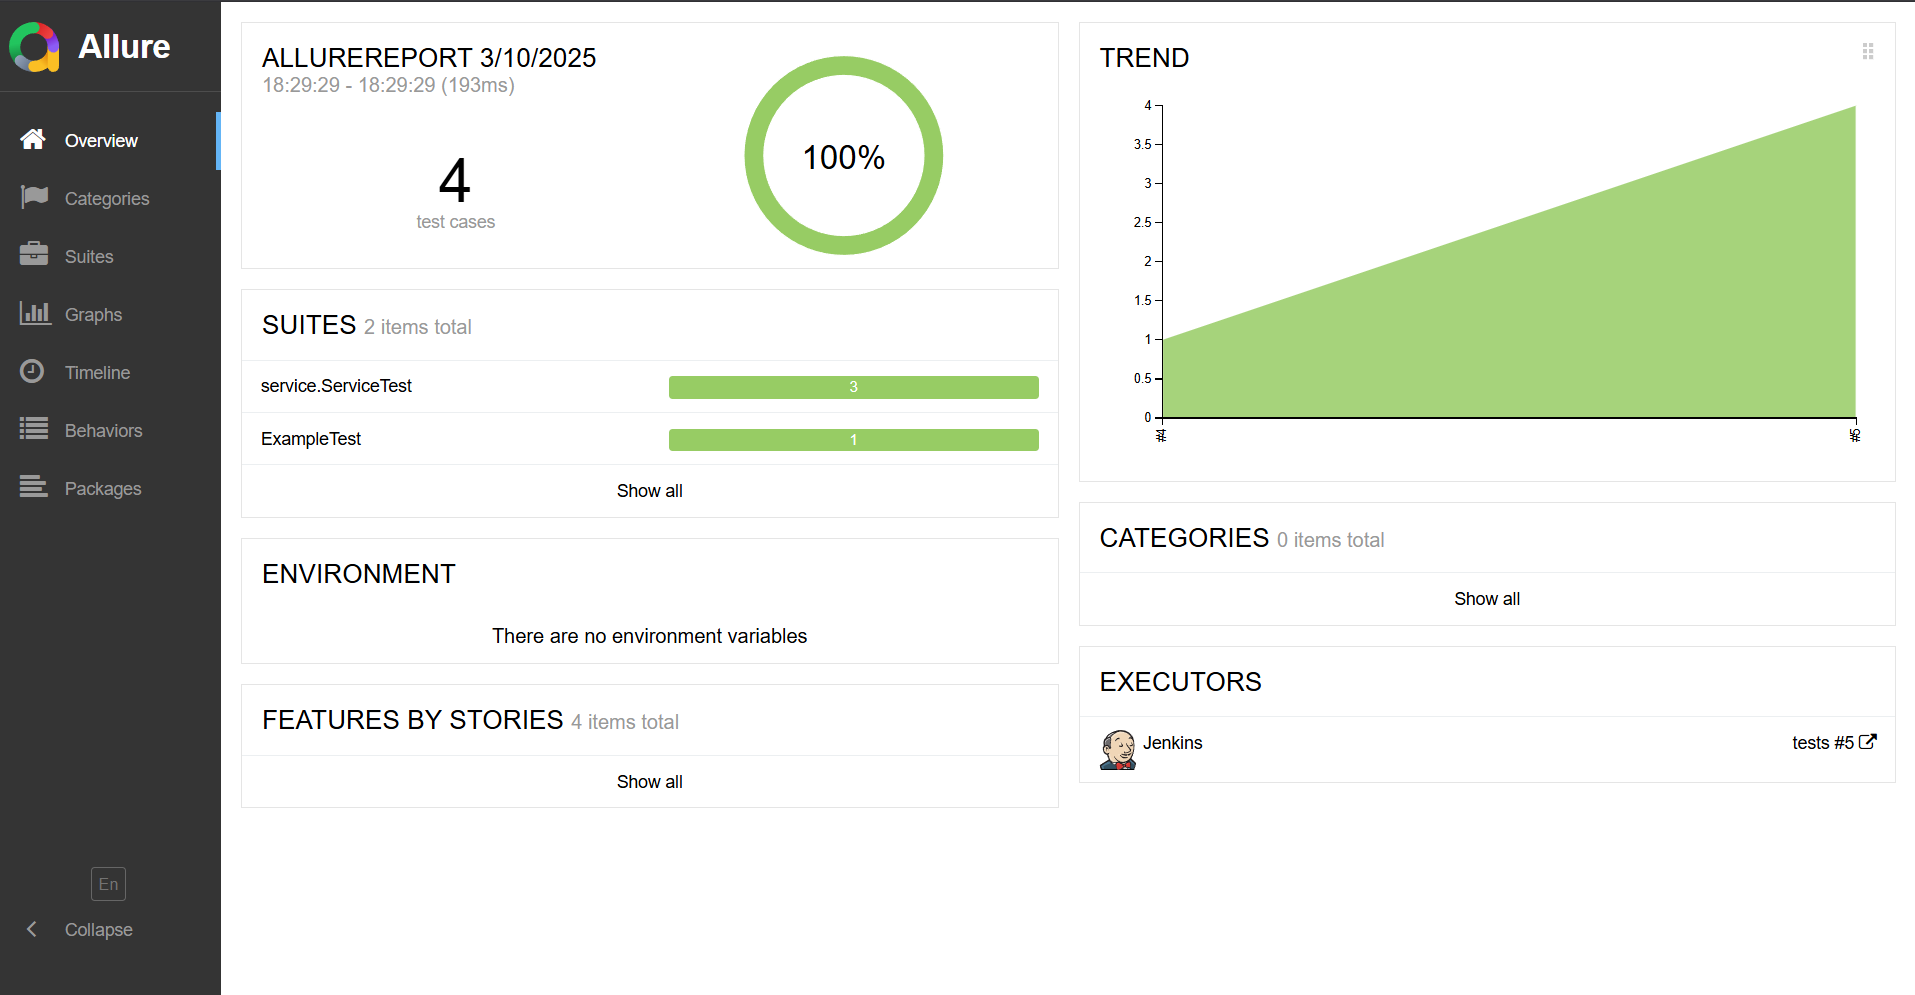 Allure
Overview
Categories
Suites
Graphs
Timeline
Behaviors
Packages
En
Collapse
ALLUREREPORT 3/10/2025
18:29:29 - 18:29:29 (193ms)
4
test cases
100%
SUITES 2 items total
service.ServiceTest 3
ExampleTest 1
Show all
ENVIRONMENT
There are no environment variables
FEATURES BY STORIES 4 items total
Show all
TREND
4
3.5
3
2.5
2
1.5
1
0.5
0
#5
CATEGORIES 0 items total
Show all
EXECUTORS
Jenkins tests #5